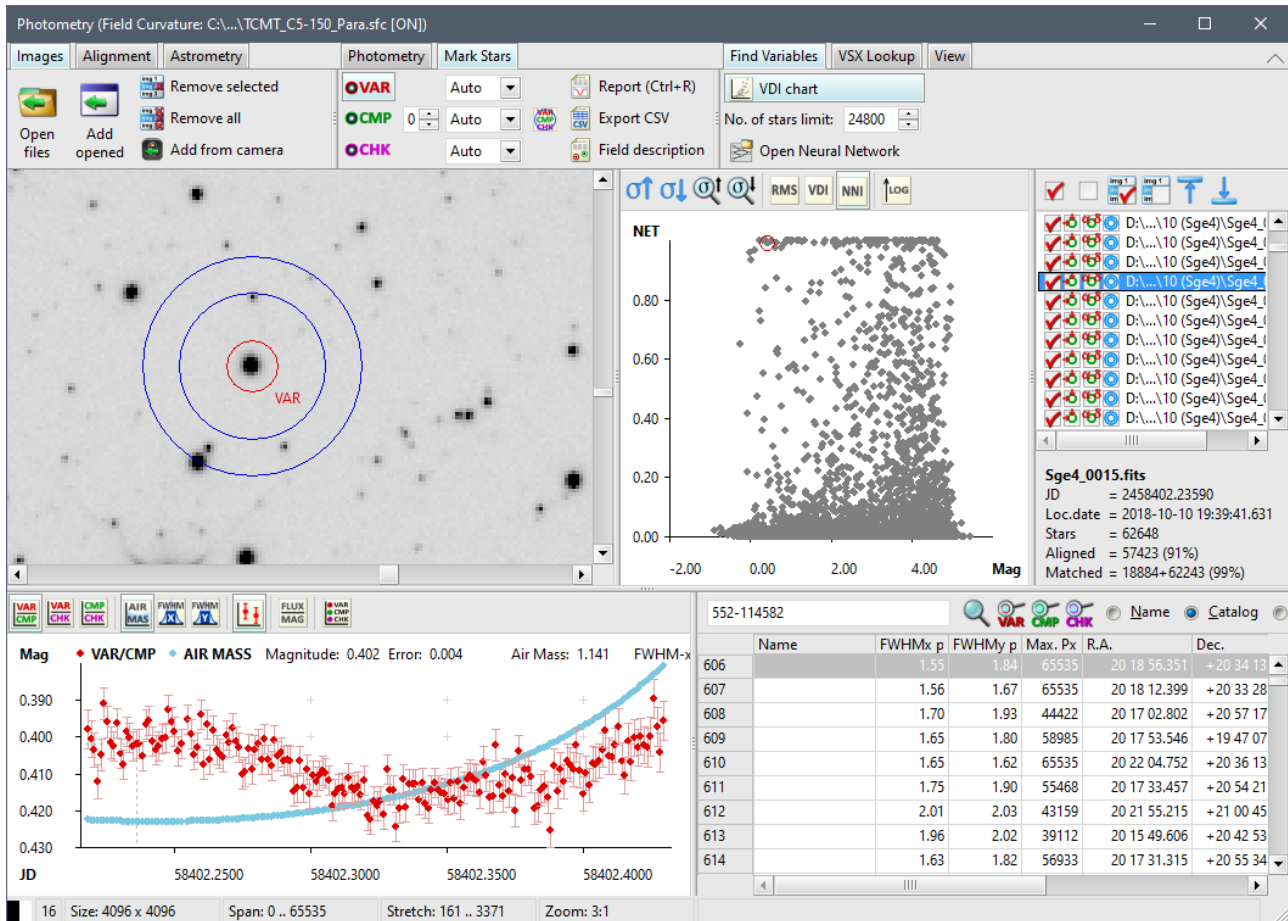 Photometry (Field Curvature: C:\...\TCMT_C5-150_Para.sfc [ON])
Images Alignment Astrometry Photometry Mark Stars Find Variables VSX Lookup View
Open files
Add opened
Remove selected
Remove all
Add from camera
VAR Auto Report (Ctrl+R)
CMP 0 Auto VAR CMP CHK Export CSV
CHK Auto Field description
VDI chart
No. of stars limit: 24800
Open Neural Network
VAR
RMS VDI NNI LOG
NET
0.80
0.60
0.40
0.20
0.00
-2.00 0.00 2.00 4.00 Mag
D:\...\10 (Sge4)\Sge4_0
D:\...\10 (Sge4)\Sge4_0
D:\...\10 (Sge4)\Sge4_0
D:\...\10 (Sge4)\Sge4_0
D:\...\10 (Sge4)\Sge4_0
D:\...\10 (Sge4)\Sge4_0
D:\...\10 (Sge4)\Sge4_0
D:\...\10 (Sge4)\Sge4_0
D:\...\10 (Sge4)\Sge4_0
D:\...\10 (Sge4)\Sge4_0
D:\...\10 (Sge4)\Sge4_0
Sge4_0015.fits
JD = 2458402.23590
Loc.date = 2018-10-10 19:39:41.631
Stars = 62648
Aligned = 57423 (91%)
Matched = 18884+62243 (99%)
VAR CMP VAR CHK CMP CHK AIR MAS FWHM X FWHM Y FLUX MAG VAR CMP CHK
Mag VAR/CMP AIR MASS Magnitude: 0.402 Error: 0.004 Air Mass: 1.141 FWHM-x
0.390
0.400
0.410
0.420
0.430
JD 58402.2500 58402.3000 58402.3500 58402.4000
552-114582 VAR CMP CHK Name Catalog
Name FWHMx p FWHMy p Max. Px R.A. Dec.
606 1.55 1.84 65535 20 18 56.351 +20 34 13
607 1.56 1.67 65535 20 18 12.399 +20 33 28
608 1.70 1.93 44422 20 17 02.802 +20 57 17
609 1.65 1.80 58985 20 17 53.546 +19 47 07
610 1.65 1.62 65535 20 22 04.752 +20 36 13
611 1.75 1.90 55468 20 17 33.457 +20 54 21
612 2.01 2.03 43159 20 21 55.215 +21 00 45
613 1.96 2.02 39112 20 15 49.606 +20 42 53
614 1.63 1.82 56933 20 17 31.315 +20 55 34
16 Size: 4096 x 4096 Span: 0 .. 65535 Stretch: 161 .. 3371 Zoom: 3:1